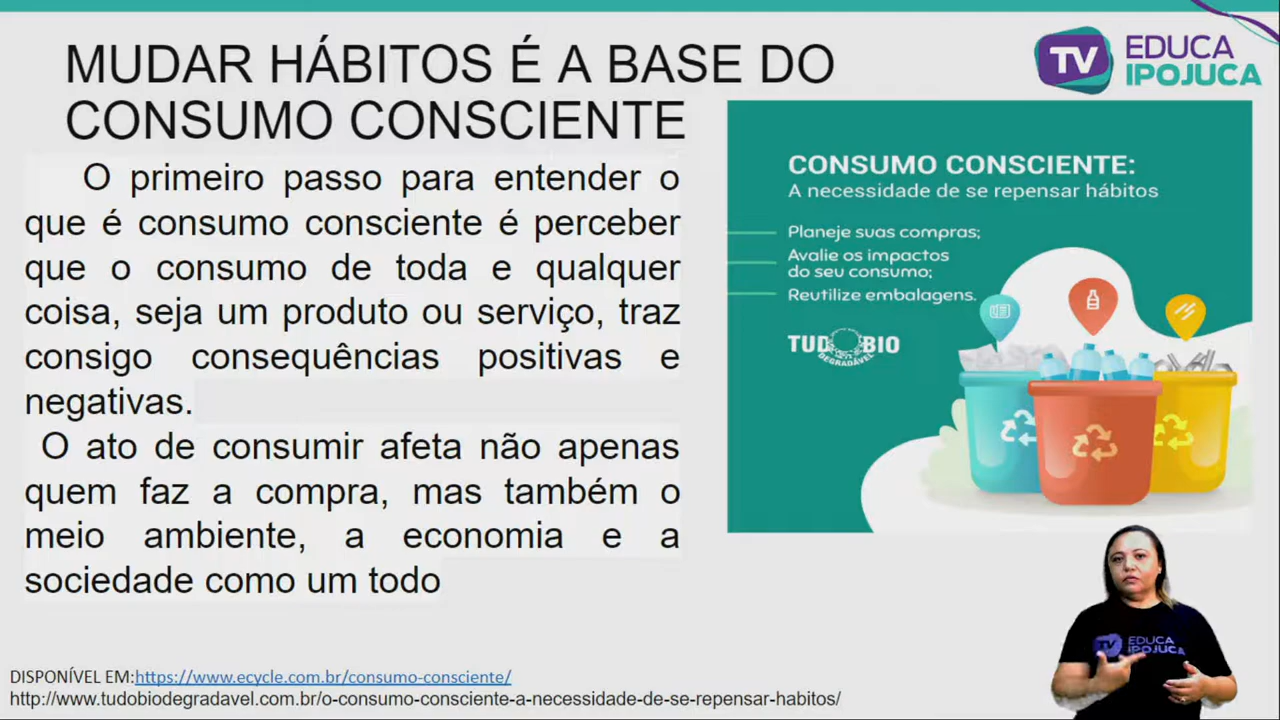 MUDAR HÁBITOS É A BASE DO
CONSUMO CONSCIENTE
TV EDUCA
IPOJUCA
O primeiro passo para entender o
que é consumo consciente é perceber
que o consumo de toda e qualquer
coisa, seja um produto ou serviço, traz
consigo consequências positivas e
negativas.
O ato de consumir afeta não apenas
quem faz a compra, mas também o
meio ambiente, a economia e a
sociedade como um todo
CONSUMO CONSCIENTE:
A necessidade de se repensar hábitos
Planeje suas compras;
Avalie os impactos
do seu consumo;
Reutilize embalagens.
TUDO BIO
DEGRADÁVEL
TV EDUCA
IPOJUCA
DISPONÍVEL EM:https://www.ecycle.com.br/consumo-consciente/
http://www.tudobiodegradavel.com.br/o-consumo-consciente-a-necessidade-de-se-repensar-habitos/